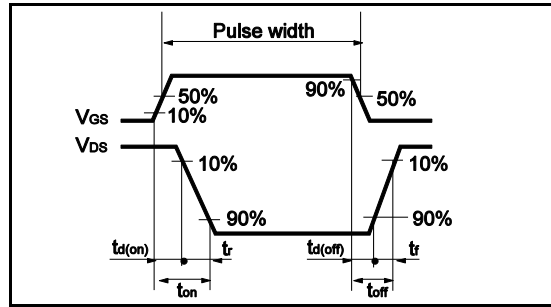 Pulse width
90%
50%
50%
VGS
10%
VDS
10%
10%
90%
90%
td(on)
tr
td(off)
tf
ton
toff